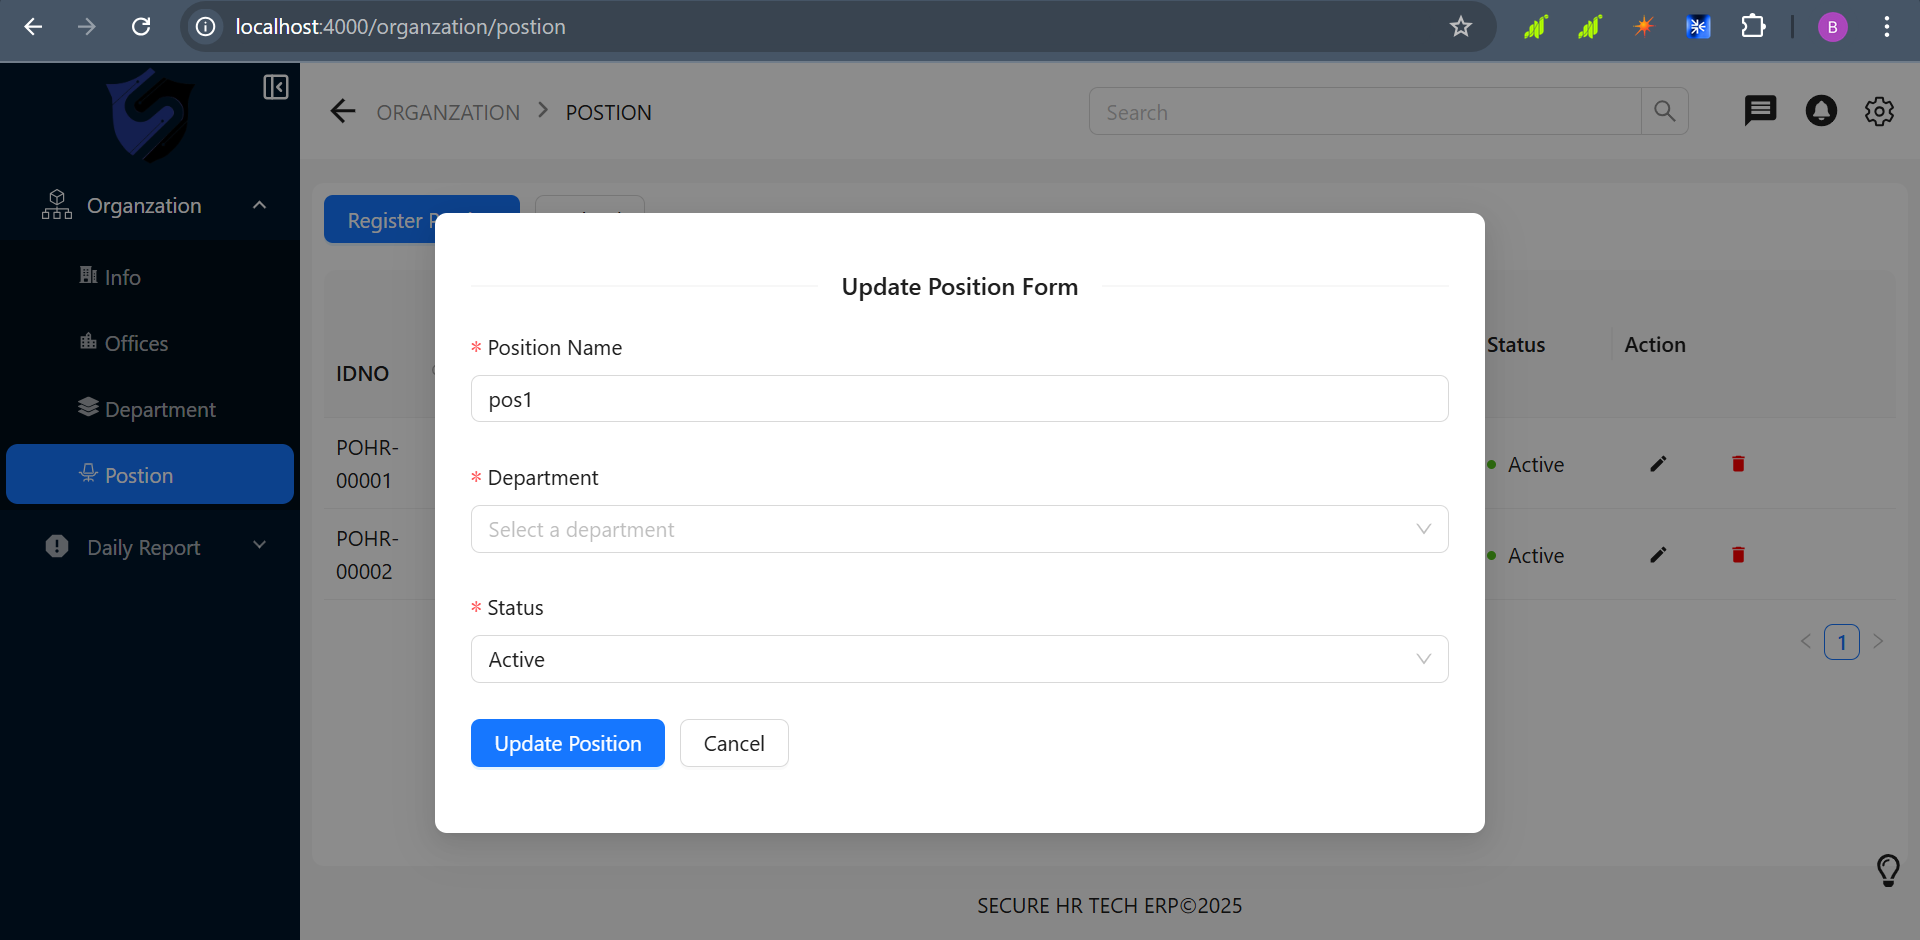 localhost:4000/organzation/postion
B
ORGANZATION > POSTION
Search
Organzation
Info
Offices
Department
Postion
Daily Report
Register P
IDNO
Status
Action
POHR-
00001
Active
POHR-
00002
Active
< 1 >
Update Position Form
* Position Name
pos1
* Department
Select a department
* Status
Active
Update Position
Cancel
SECURE HR TECH ERP©2025